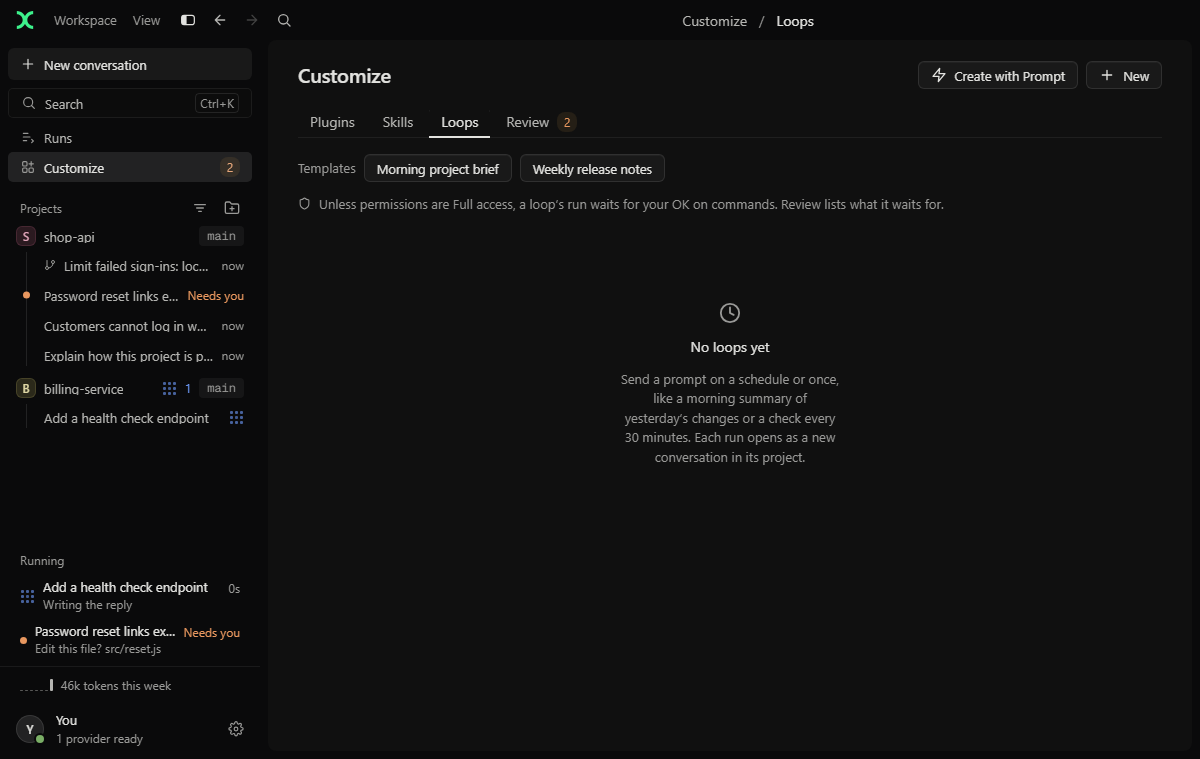 Workspace View
Customize / Loops
New conversation
Search Ctrl+K
Runs
Customize 2
Projects
S shop-api main
Limit failed sign-ins: loc... now
Password reset links e... Needs you
Customers cannot log in w... now
Explain how this project is p... now
B billing-service 1 main
Add a health check endpoint
Running
Add a health check endpoint 0s
Writing the reply
Password reset links ex... Needs you
Edit this file? src/reset.js
46k tokens this week
Y You
1 provider ready
Customize
Create with Prompt
New
Plugins Skills Loops Review 2
Templates Morning project brief Weekly release notes
Unless permissions are Full access, a loop's run waits for your OK on commands. Review lists what it waits for.
No loops yet
Send a prompt on a schedule or once,
like a morning summary of
yesterday's changes or a check every
30 minutes. Each run opens as a new
conversation in its project.